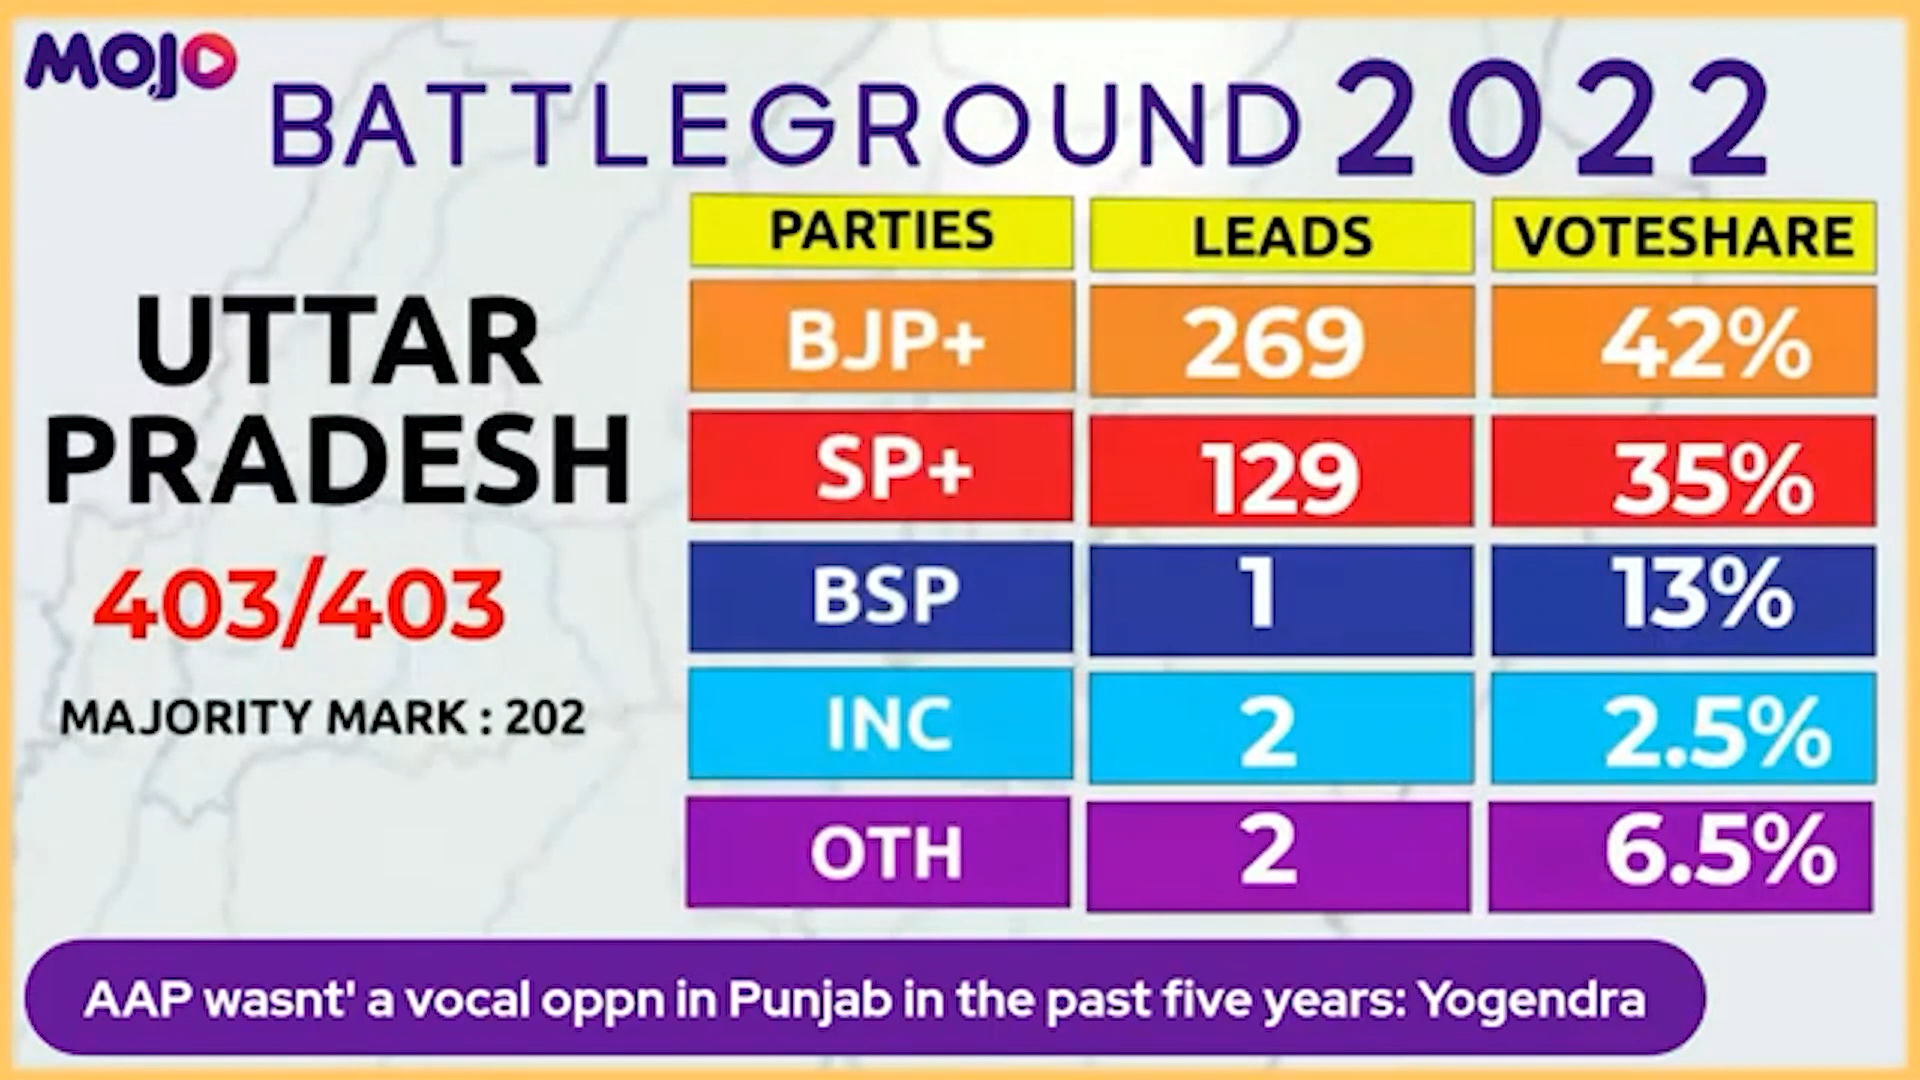 MOJO
BATTLEGROUND 2022
UTTAR
PRADESH
403/403
MAJORITY MARK : 202
PARTIES LEADS VOTESHARE
BJP+ 269 42%
SP+ 129 35%
BSP 1 13%
INC 2 2.5%
OTH 2 6.5%
AAP wasnt' a vocal oppn in Punjab in the past five years: Yogendra